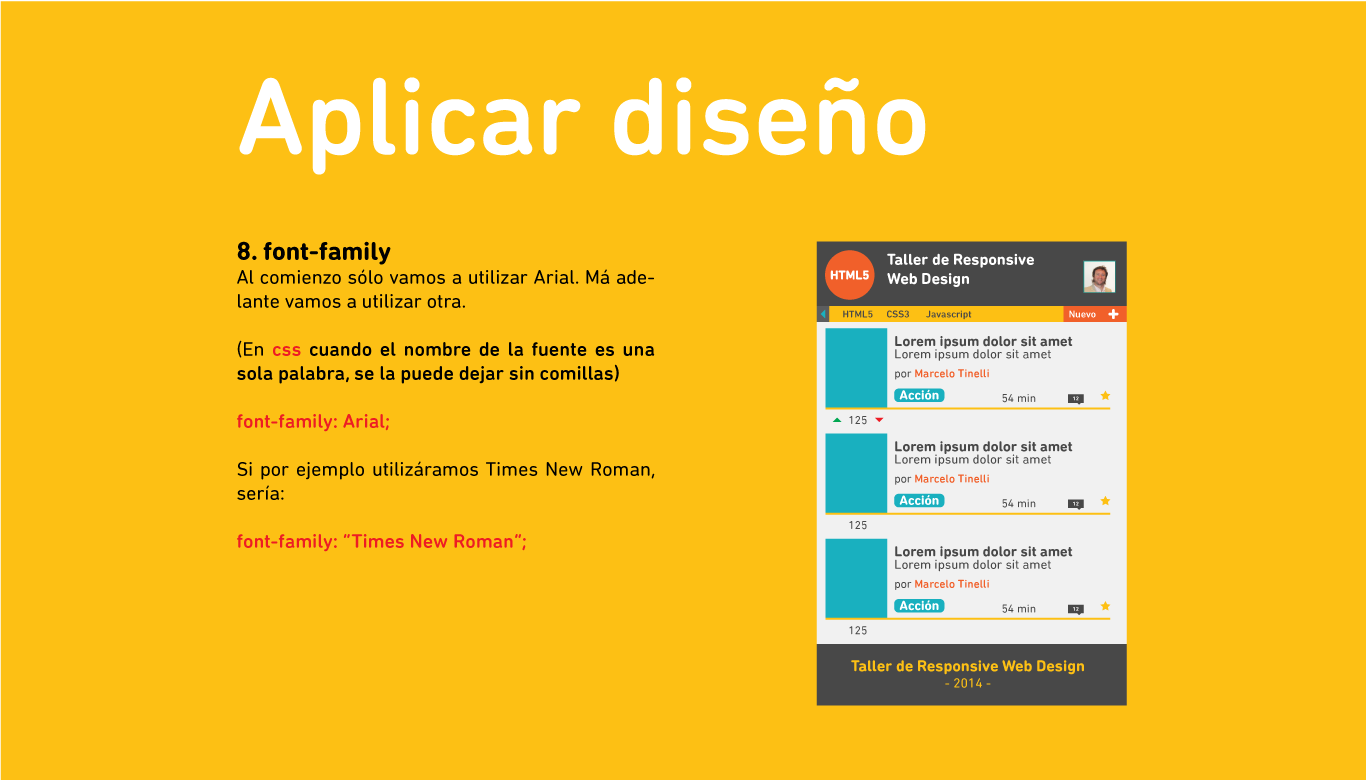 Aplicar diseño
8. font-family
Al comienzo sólo vamos a utilizar Arial. Má ade-
lante vamos a utilizar otra.
(En css cuando el nombre de la fuente es una
sola palabra, se la puede dejar sin comillas)
font-family: Arial;
Si por ejemplo utilizáramos Times New Roman,
sería:
font-family: “Times New Roman”;
HTML5
Taller de Responsive
Web Design
HTML5 CSS3 Javascript Nuevo
Lorem ipsum dolor sit amet
Lorem ipsum dolor sit amet
por Marcelo Tinelli
Acción 54 min 12
125
Lorem ipsum dolor sit amet
Lorem ipsum dolor sit amet
por Marcelo Tinelli
Acción 54 min 12
125
Lorem ipsum dolor sit amet
Lorem ipsum dolor sit amet
por Marcelo Tinelli
Acción 54 min 12
125
Taller de Responsive Web Design
- 2014 -